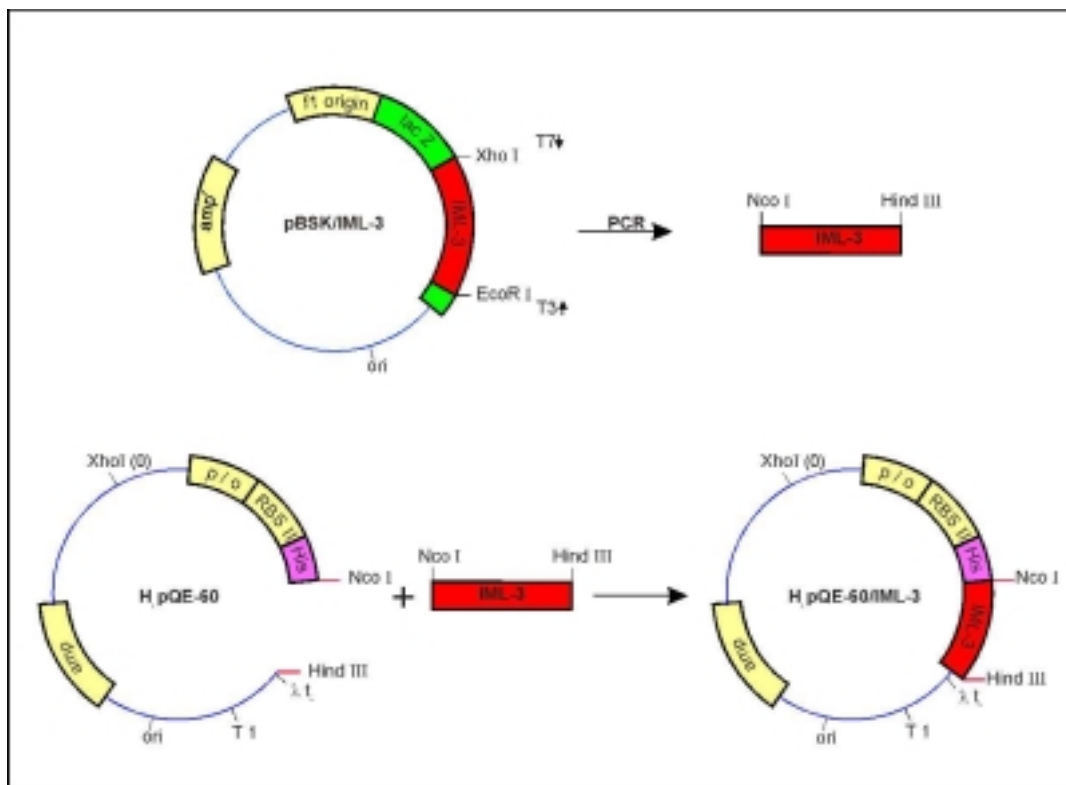 f1 origin
lac Z
Xho I
T7
amp
pBSK/IML-3
IML-3
EcoR I
T3
ori
PCR
Nco I
Hind III
IML-3
XhoI (0)
p / o
RBS II
His
Nco I
H pQE-60
amp
Hind III
λ t
T 1
ori
+
Nco I
Hind III
IML-3
XhoI (0)
p / o
RBS II
His
Nco I
H pQE-60/IML-3
IML-3
amp
Hind III
λ t
T 1
ori